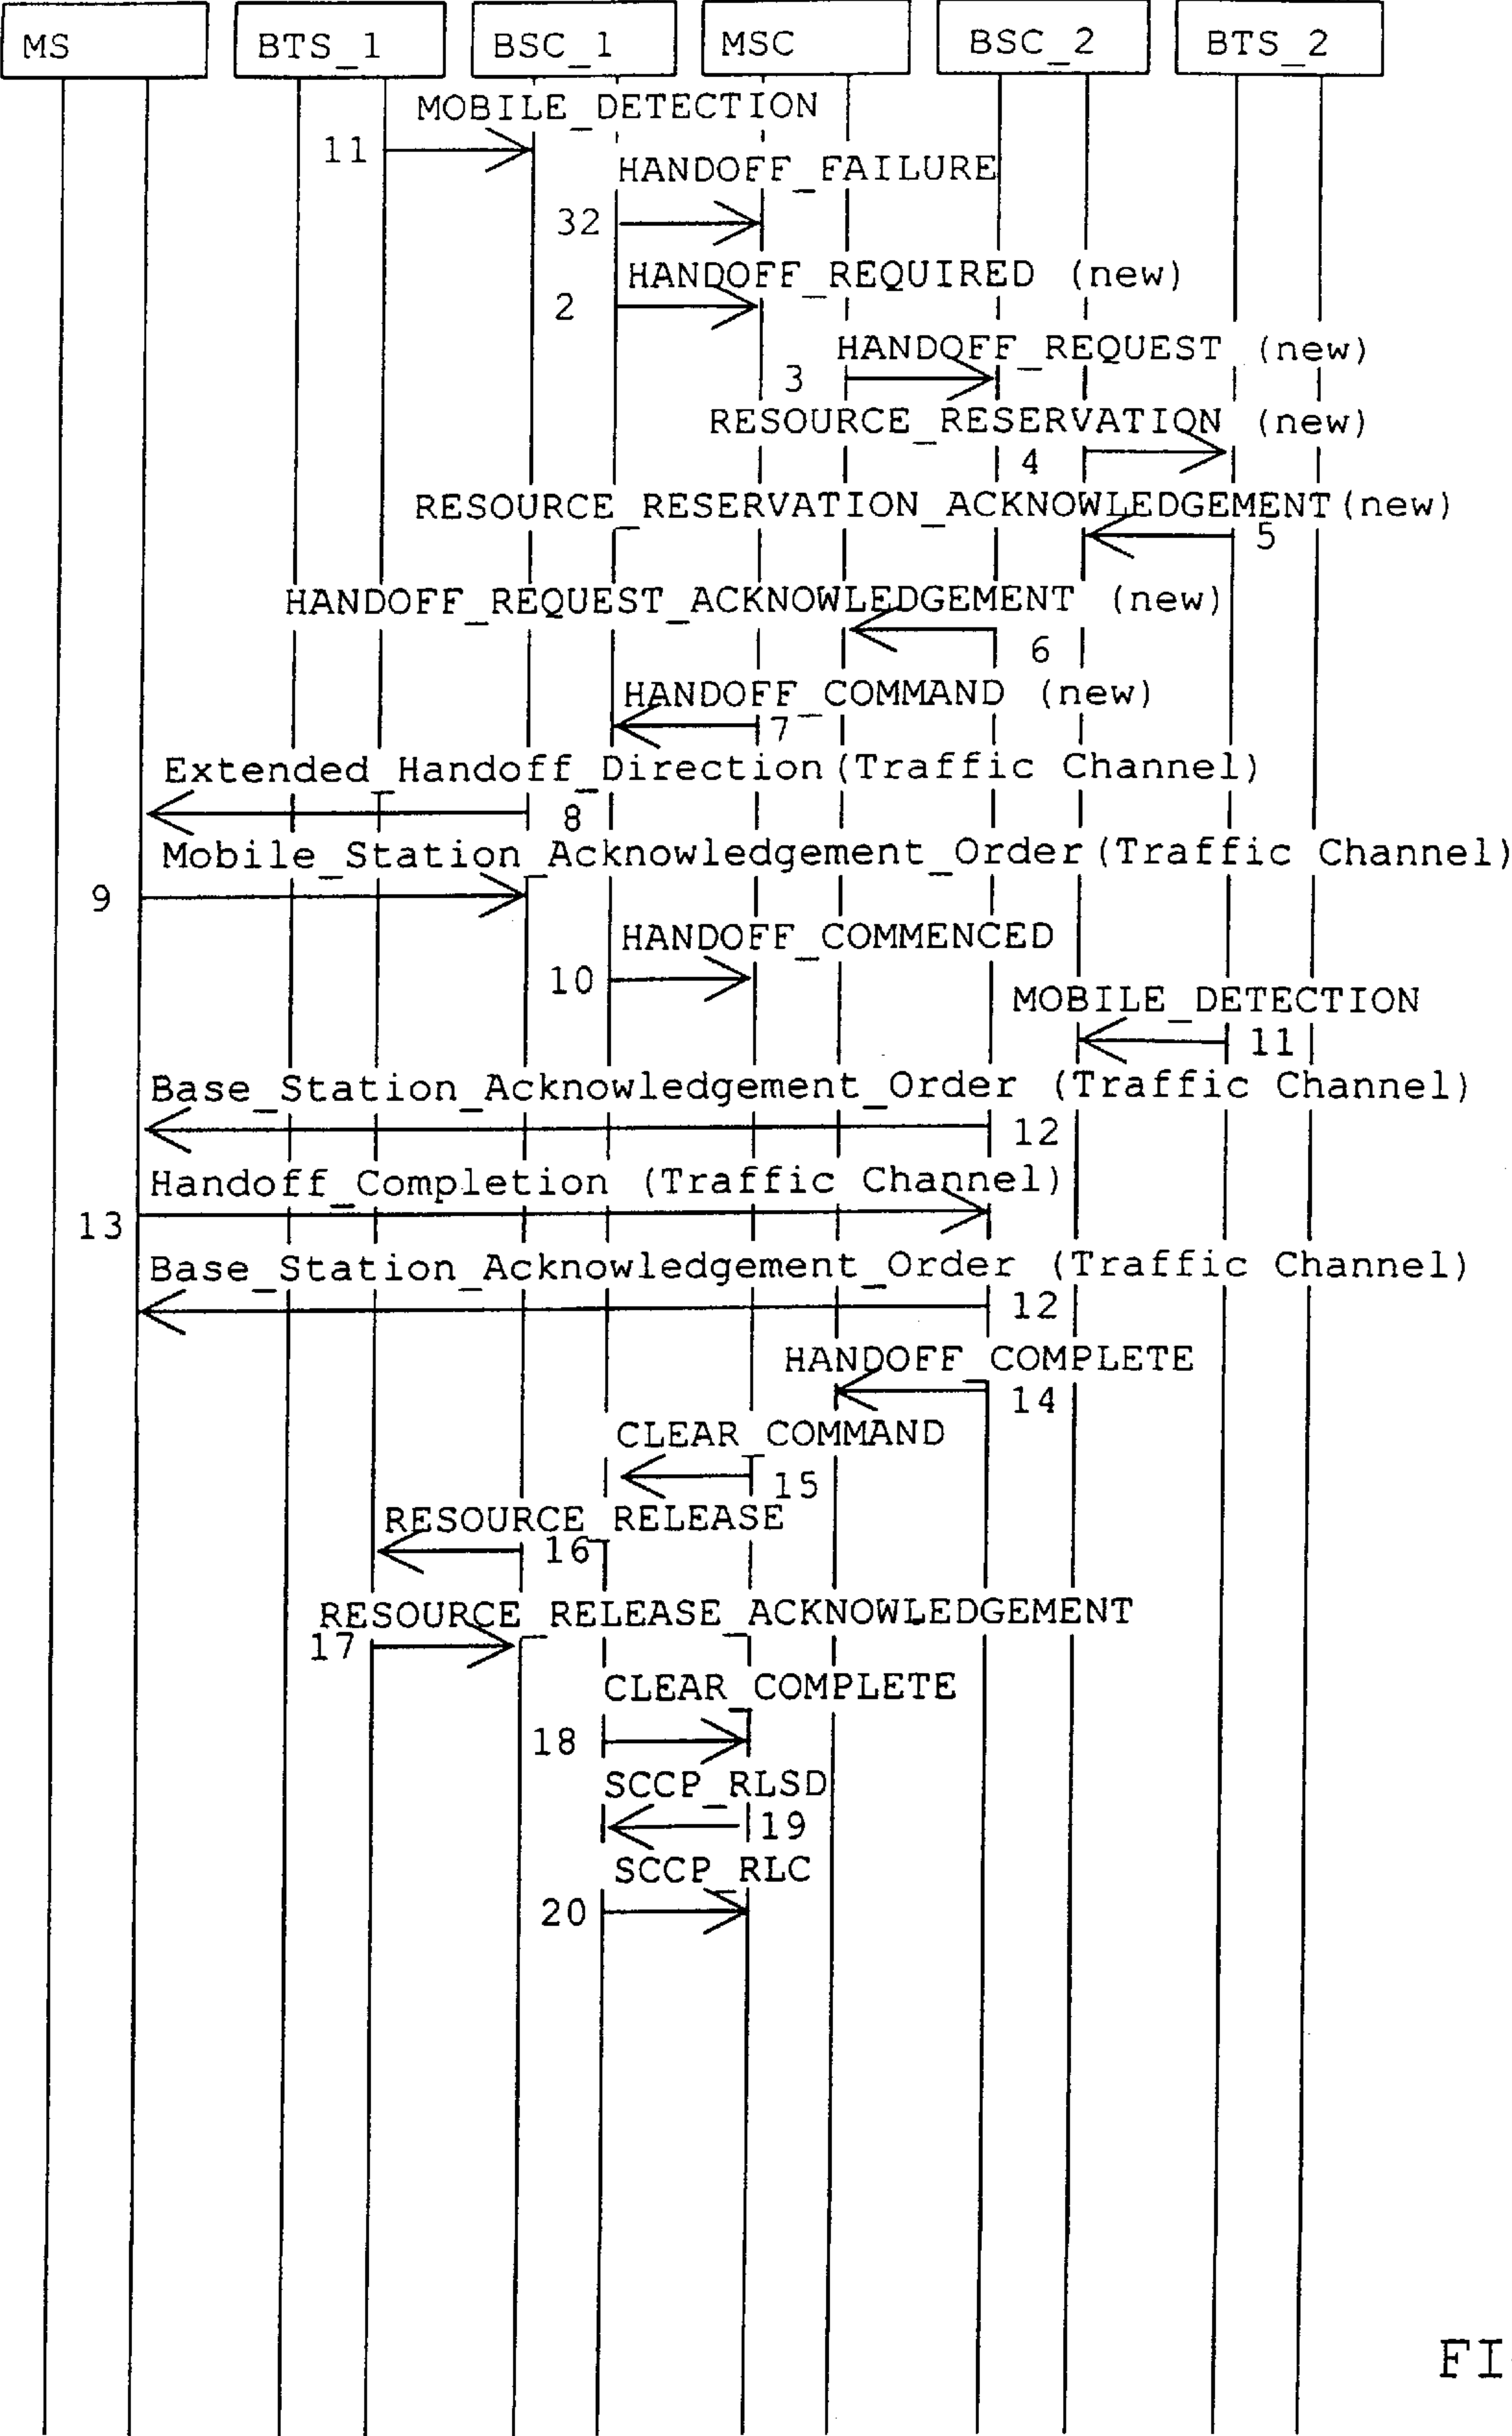 MS BTS_1 BSC_1 MSC BSC_2 BTS_2
MOBILE_DETECTION
11
HANDOFF_FAILURE
32
HANDOFF_REQUIRED (new)
2
HANDOFF_REQUEST (new)
3
RESOURCE_RESERVATION (new)
4
RESOURCE_RESERVATION_ACKNOWLEDGEMENT(new)
5
HANDOFF_REQUEST_ACKNOWLEDGEMENT (new)
6
HANDOFF_COMMAND (new)
7
Extended_Handoff_Direction(Traffic Channel)
8
Mobile_Station_Acknowledgement_Order(Traffic Channel)
9
HANDOFF_COMMENCED
10
MOBILE_DETECTION
11
Base_Station_Acknowledgement_Order (Traffic Channel)
12
Handoff_Completion (Traffic Channel)
13
Base_Station_Acknowledgement_Order (Traffic Channel)
12
HANDOFF_COMPLETE
14
CLEAR_COMMAND
15
RESOURCE_RELEASE
16
RESOURCE_RELEASE_ACKNOWLEDGEMENT
17
CLEAR_COMPLETE
18
SCCP_RLSD
19
SCCP_RLC
20
FI